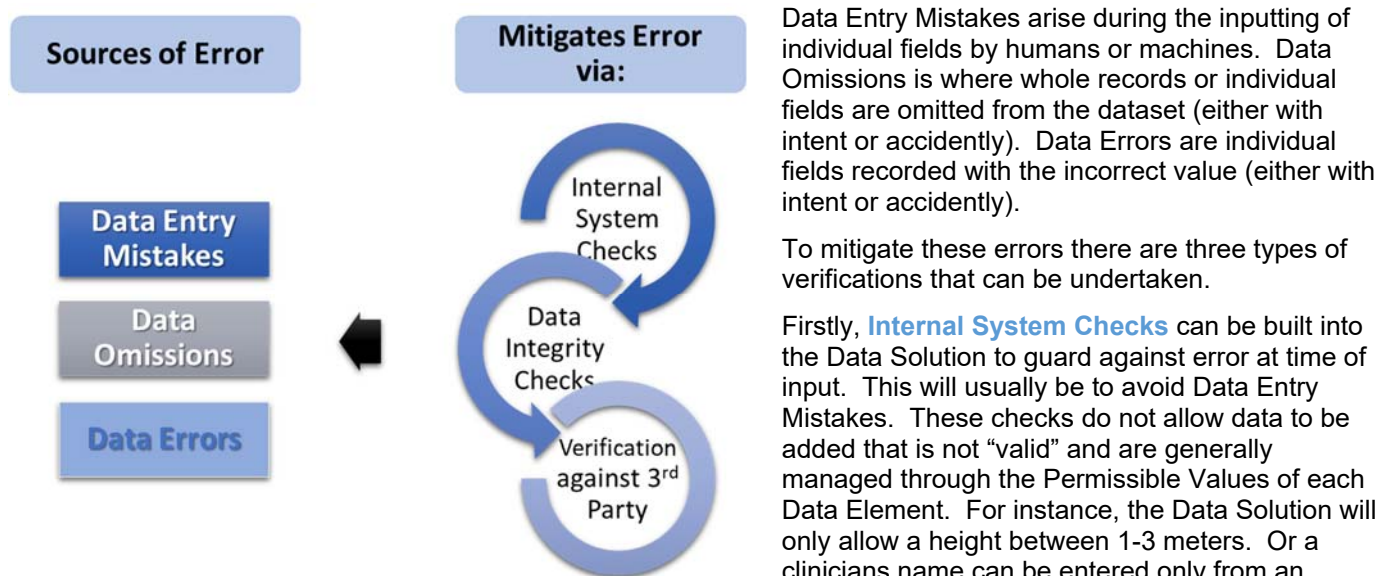 Sources of Error
Mitigates Error
via:
Data Entry
Mistakes
Data
Omissions
Data Errors
Internal
System
Checks
Data
Integrity
Checks
Verification
against 3rd
Party
Data Entry Mistakes arise during the inputting of
individual fields by humans or machines. Data
Omissions is where whole records or individual
fields are omitted from the dataset (either with
intent or accidently). Data Errors are individual
fields recorded with the incorrect value (either with
intent or accidently).
To mitigate these errors there are three types of
verifications that can be undertaken.
Firstly, Internal System Checks can be built into
the Data Solution to guard against error at time of
input. This will usually be to avoid Data Entry
Mistakes. These checks do not allow data to be
added that is not “valid” and are generally
managed through the Permissible Values of each
Data Element. For instance, the Data Solution will
only allow a height between 1-3 meters. Or a
clinicians name can be entered only from an